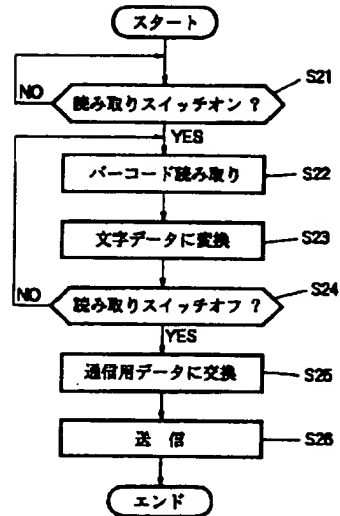 スタート
S21
NO
読み取りスイッチオン ?
YES
バーコード読み取り
S22
文字データに変換
S23
S24
NO
読み取りスイッチオフ ?
YES
通信用データに交換
S25
送 信
S26
エンド